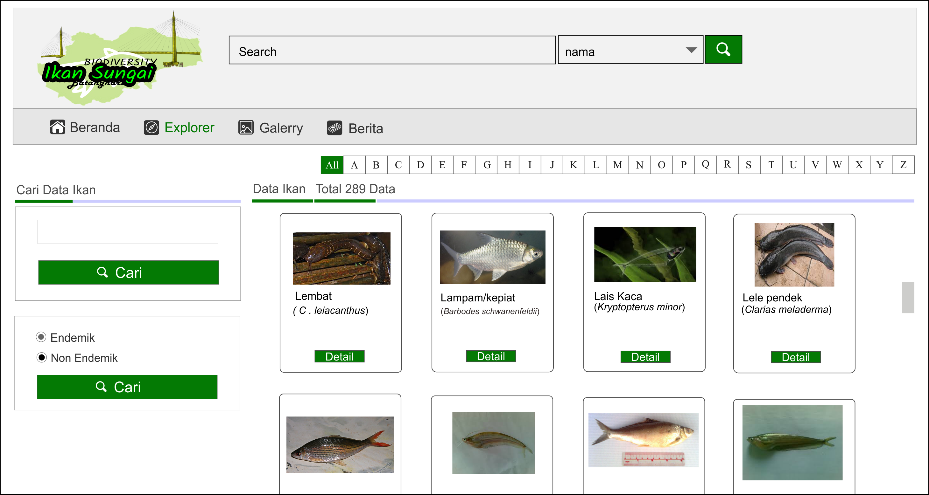 BIODIVERSITY
Ikan Sungai
Batanghari
Search
nama
Beranda
Explorer
Galerry
Berita
All A B C D E F G H I J K L M N O P Q R S T U V W X Y Z
Cari Data Ikan
Data Ikan
Total 289 Data
Cari
Endemik
Non Endemik
Cari
Lembat
( C . leiacanthus)
Detail
Lampam/kepiat
(Barbodes schwanenfeldii)
Detail
Lais Kaca
(Kryptopterus minor)
Detail
Lele pendek
(Clarias meladerma)
Detail